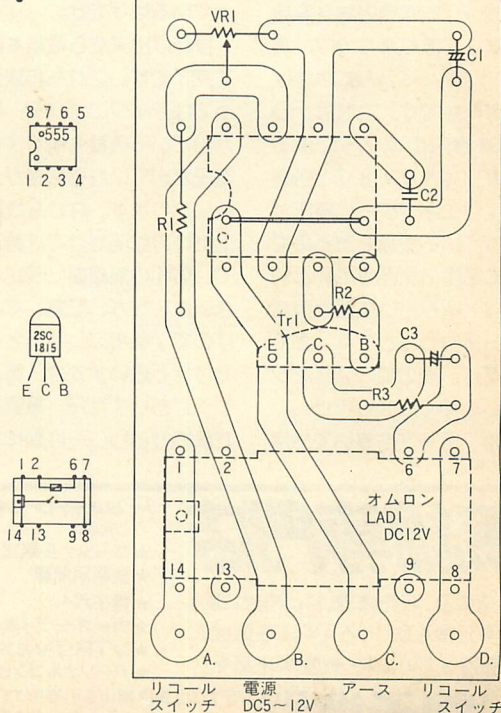 VR1
C1
8 7 6 5
555
1 2 3 4
C2
R1
R2
Tr1
2SC
1815
E C B
E C B
C3
R3
1 2 6 7
14 13 9 8
1 2 6 7
オムロン
LAD1
DC12V
14 13 9 8
A. B. C. D.
リコール
スイッチ
電源
DC5～12V
アース
リコール
スイッチ